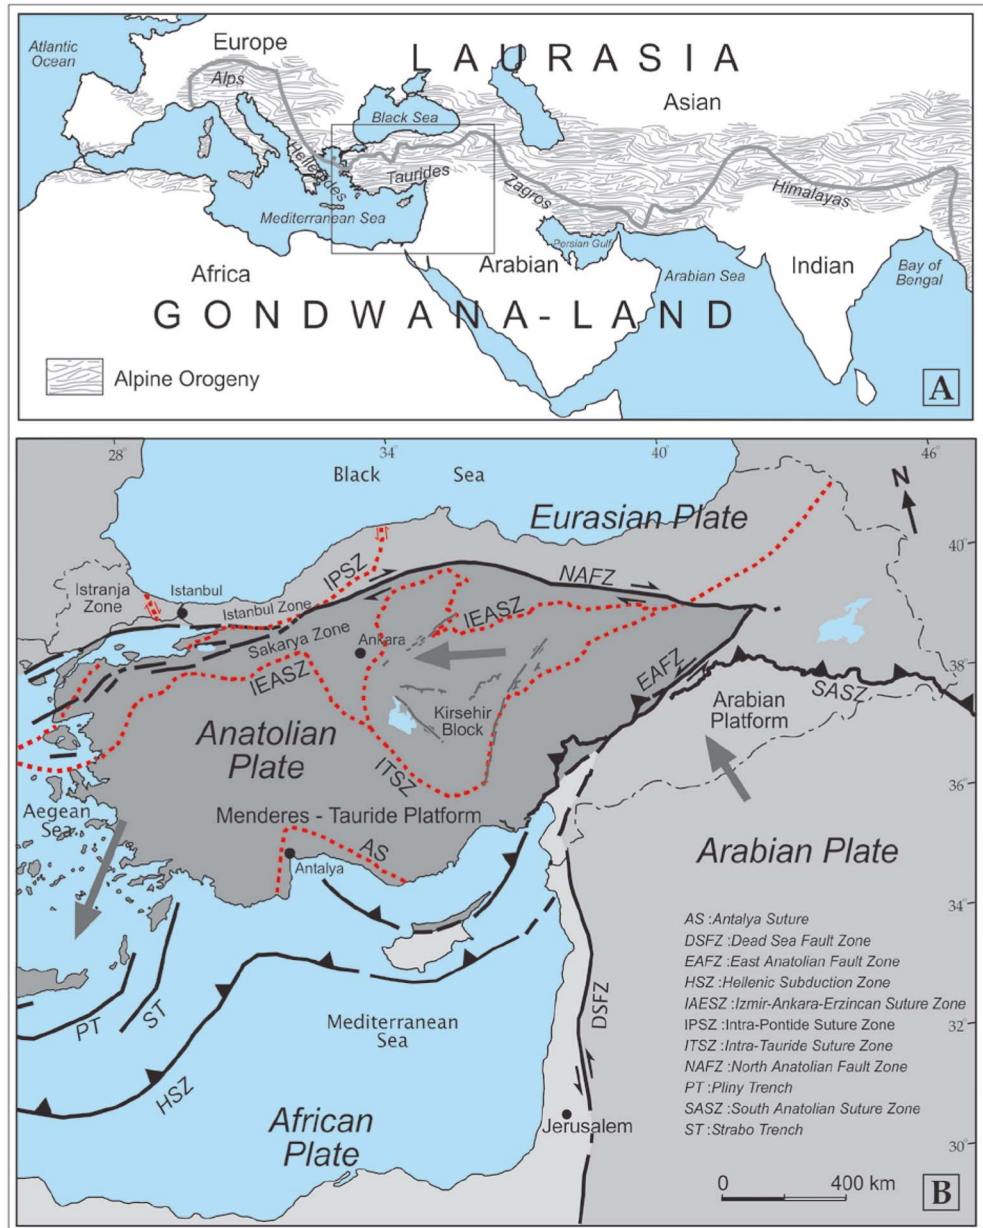 Atlantic
Ocean
Europe
Alps
LAURASIA
Asian
Black Sea
Hellenides
Taurides
Zagros
Himalayas
Mediterranean Sea
Persian Gulf
Africa
Arabian
Arabian Sea
Indian
Bay of
Bengal
GONDWANA-LAND
Alpine Orogeny
A
28°
34°
40°
46°
Black Sea
N
Eurasian Plate
40°
Istranja
Zone
Istanbul
IPSZ
NAFZ
Istanbul Zone
Sakarya Zone
Ankara
IEASZ
IEASZ
EAFZ
38°
SASZ
Arabian
Platform
Kirsehir
Block
Anatolian
Plate
ITSZ
36°
Aegean
Sea
Menderes - Tauride Platform
AS
Antalya
Arabian Plate
34°
AS :Antalya Suture
DSFZ :Dead Sea Fault Zone
EAFZ :East Anatolian Fault Zone
HSZ :Hellenic Subduction Zone
IAESZ :Izmir-Ankara-Erzincan Suture Zone
IPSZ :Intra-Pontide Suture Zone
ITSZ :Intra-Tauride Suture Zone
NAFZ :North Anatolian Fault Zone
PT :Pliny Trench
SASZ :South Anatolian Suture Zone
ST :Strabo Trench
PT
ST
HSZ
DSFZ
Mediterranean
Sea
32°
African
Plate
Jerusalem
30°
0
400 km
B